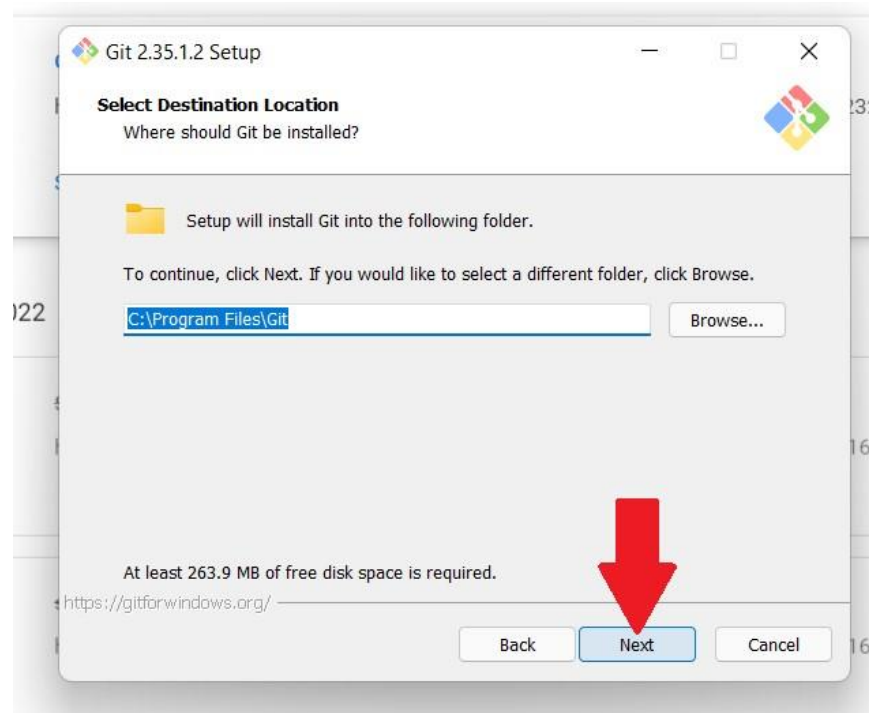 Git 2.35.1.2 Setup
Select Destination Location
Where should Git be installed?
Setup will install Git into the following folder.
To continue, click Next. If you would like to select a different folder, click Browse.
022
C:\Program Files\Git
Browse...
At least 263.9 MB of free disk space is required.
https://gitforwindows.org/
Back
Next
Cancel